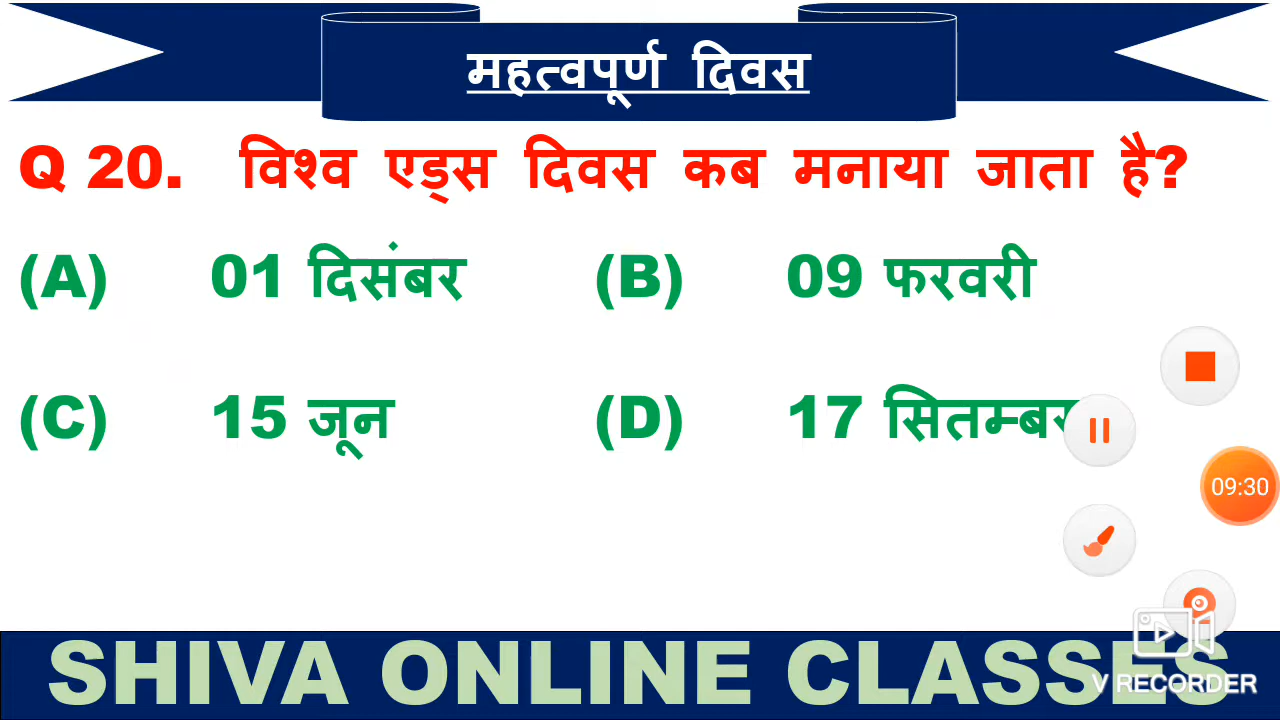 महत्वपूर्ण दिवस
Q 20. विश्व एड्स दिवस कब मनाया जाता है?
(A) 01 दिसंबर (B) 09 फरवरी
(C) 15 जून (D) 17 सितम्बर
09:30
SHIVA ONLINE CLASSES
V RECORDER